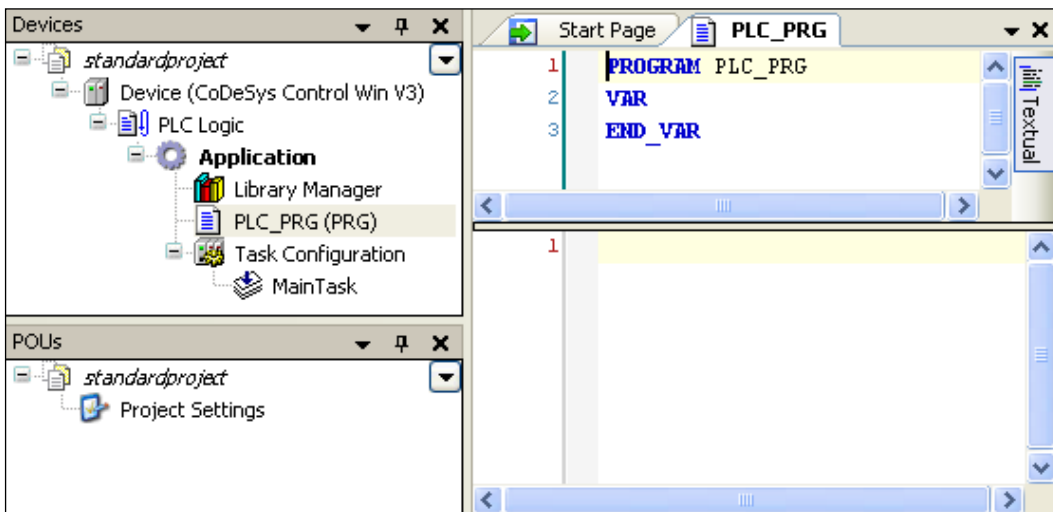 Devices
standardproject
Device (CoDeSys Control Win V3)
PLC Logic
Application
Library Manager
PLC_PRG (PRG)
Task Configuration
MainTask
POUs
standardproject
Project Settings
Start Page
PLC_PRG
1 PROGRAM PLC_PRG
2 VAR
3 END_VAR
Textual
1